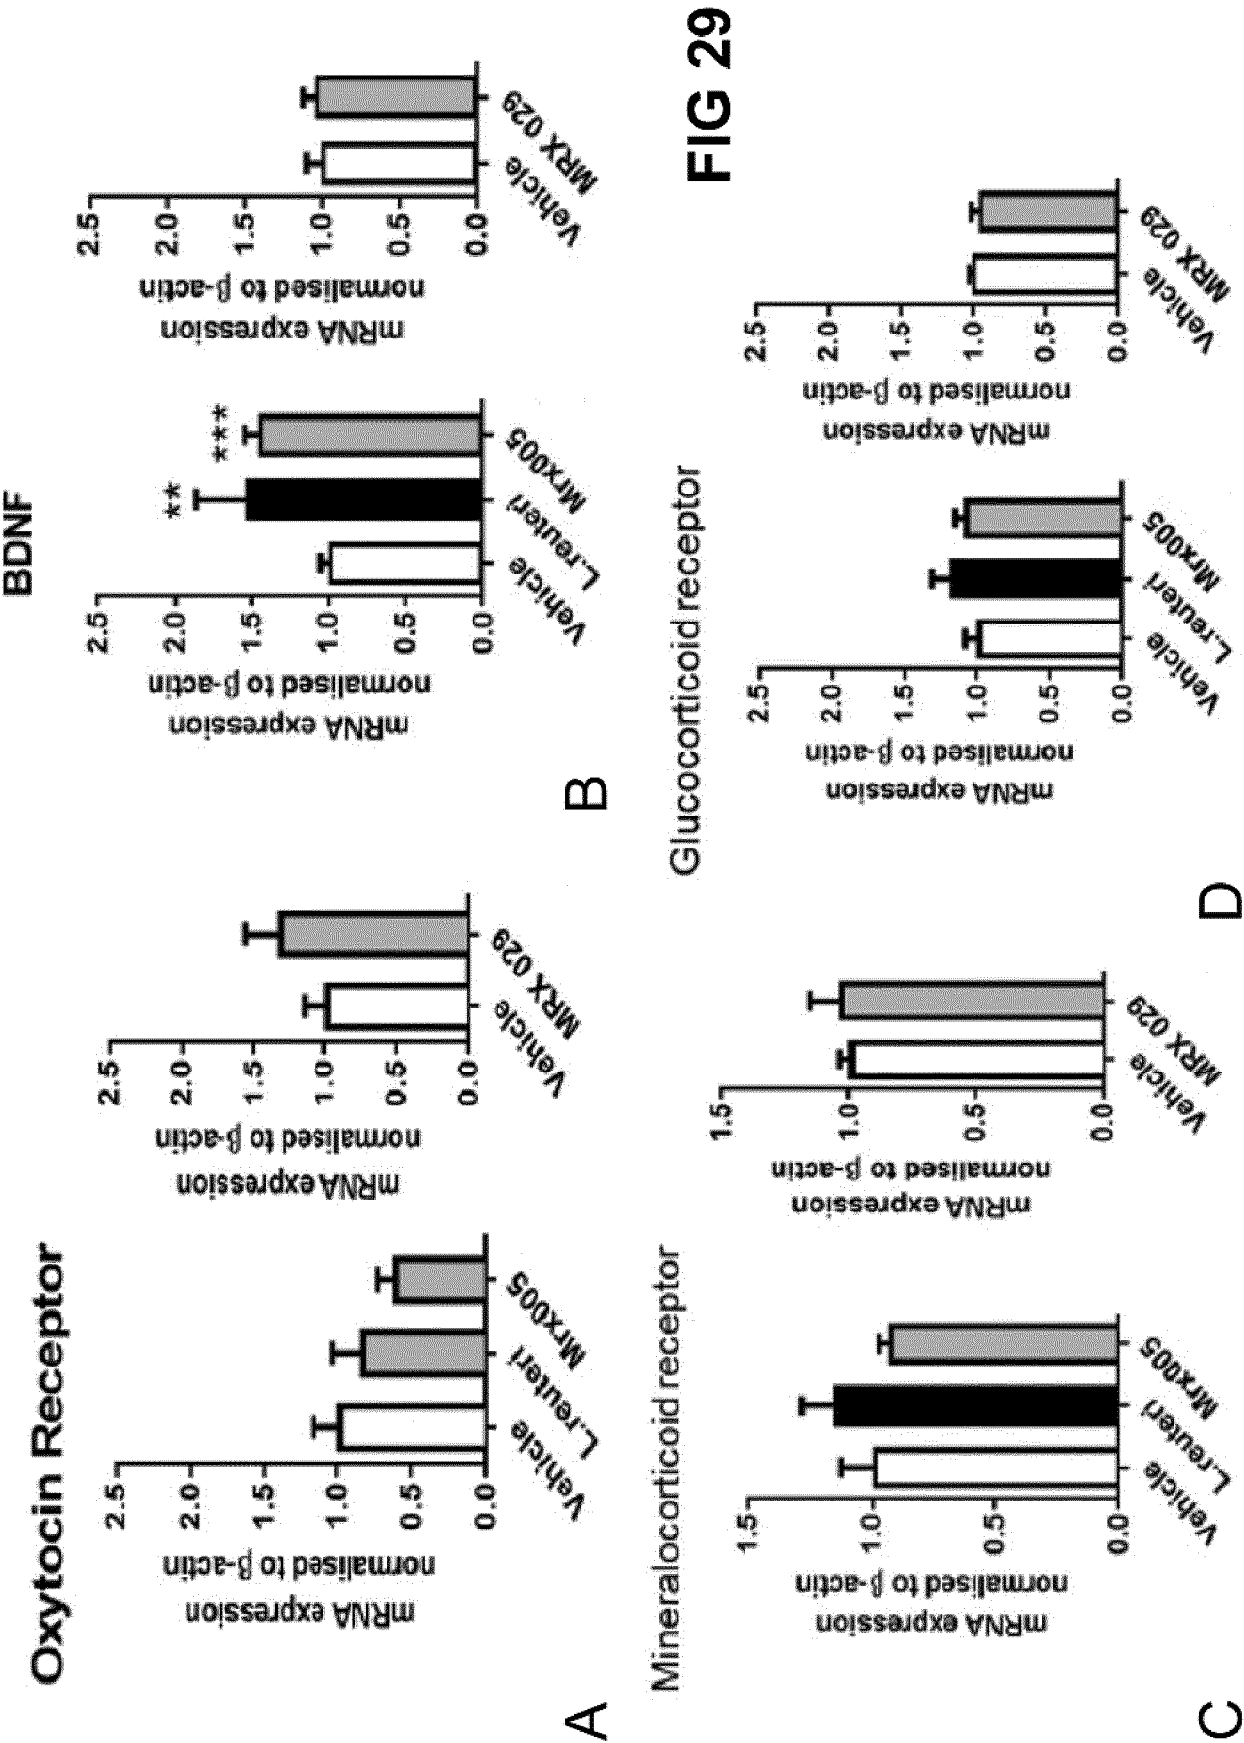 Oxytocin Receptor
mRNA expression
normalised to β-actin
2.5
2.0
1.5
1.0
0.5
0.0
Vehicle
L.reuteri
Mrx005
mRNA expression
normalised to β-actin
2.5
2.0
1.5
1.0
0.5
0.0
Vehicle
MRX 029
A
BDNF
mRNA expression
normalised to β-actin
2.5
2.0
1.5
1.0
0.5
0.0
**
***
Vehicle
L.reuteri
Mrx005
mRNA expression
normalised to β-actin
2.5
2.0
1.5
1.0
0.5
0.0
Vehicle
MRX 029
B
Mineralocorticoid receptor
mRNA expression
normalised to β-actin
1.5
1.0
0.5
0.0
Vehicle
L.reuteri
Mrx005
mRNA expression
normalised to β-actin
1.5
1.0
0.5
0.0
Vehicle
MRX 029
C
Glucocorticoid receptor
mRNA expression
normalised to β-actin
2.5
2.0
1.5
1.0
0.5
0.0
Vehicle
L.reuteri
Mrx005
mRNA expression
normalised to β-actin
2.5
2.0
1.5
1.0
0.5
0.0
Vehicle
MRX 029
D
FIG 29